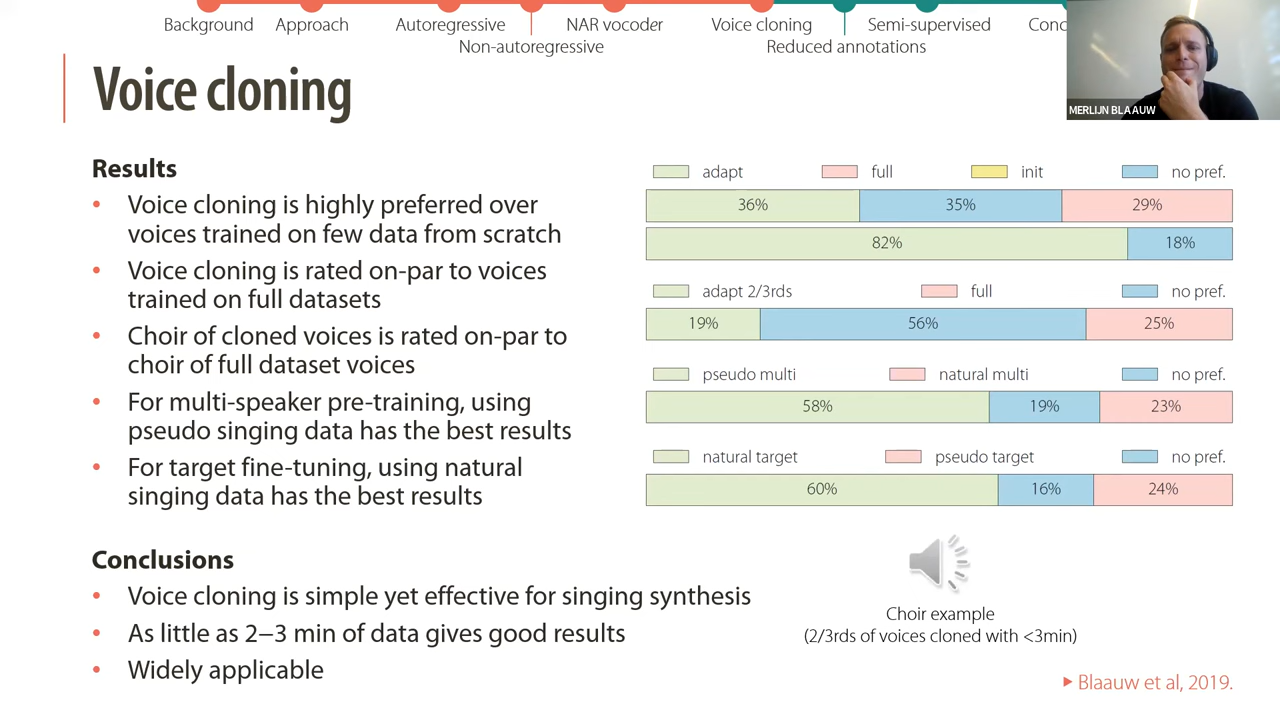 Background
Approach
Autoregressive
Non-autoregressive
NAR vocoder
Voice cloning
Reduced annotations
Semi-supervised
Conc
MERLIJN BLAAUW
Voice cloning
Results
• Voice cloning is highly preferred over
voices trained on few data from scratch
• Voice cloning is rated on-par to voices
trained on full datasets
• Choir of cloned voices is rated on-par to
choir of full dataset voices
• For multi-speaker pre-training, using
pseudo singing data has the best results
• For target fine-tuning, using natural
singing data has the best results
Conclusions
• Voice cloning is simple yet effective for singing synthesis
• As little as 2–3 min of data gives good results
• Widely applicable
adapt full init no pref.
36% 35% 29%
82% 18%
adapt 2/3rds full no pref.
19% 56% 25%
pseudo multi natural multi no pref.
58% 19% 23%
natural target pseudo target no pref.
60% 16% 24%
Choir example
(2/3rds of voices cloned with <3min)
Blaauw et al, 2019.